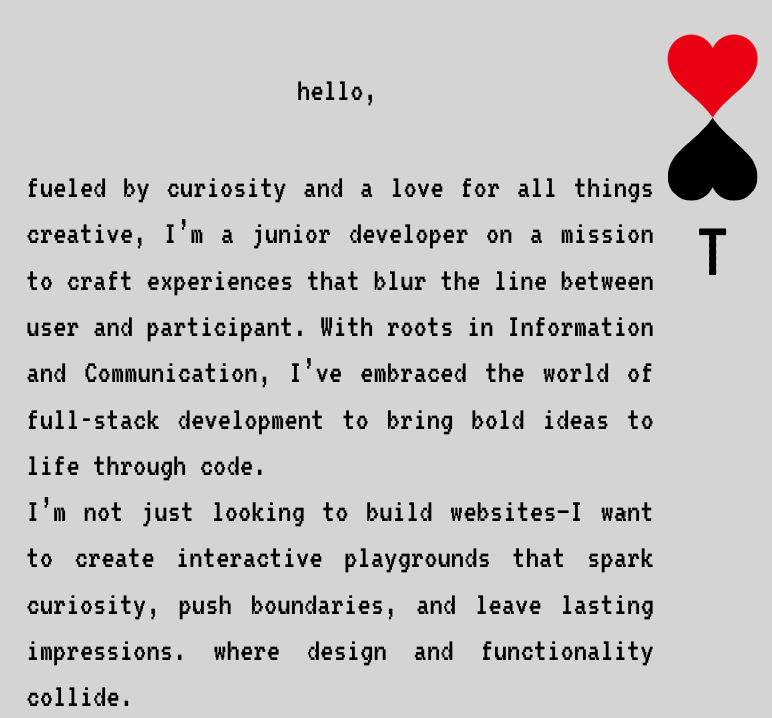 hello,
fueled by curiosity and a love for all things
creative, I'm a junior developer on a mission
to craft experiences that blur the line between
user and participant. With roots in Information
and Communication, I've embraced the world of
full-stack development to bring bold ideas to
life through code.
I'm not just looking to build websites—I want
to create interactive playgrounds that spark
curiosity, push boundaries, and leave lasting
impressions. where design and functionality
collide.
T